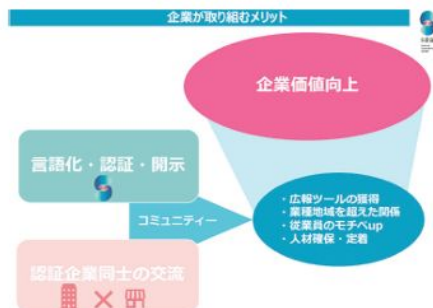 企業が取り組むメリット
企業価値向上
言語化・認証・開示
コミュニティー
・広報ツールの獲得
・業種地域を超えた関係
・従業員のモチベup
・人材確保・定着
認証企業同士の交流